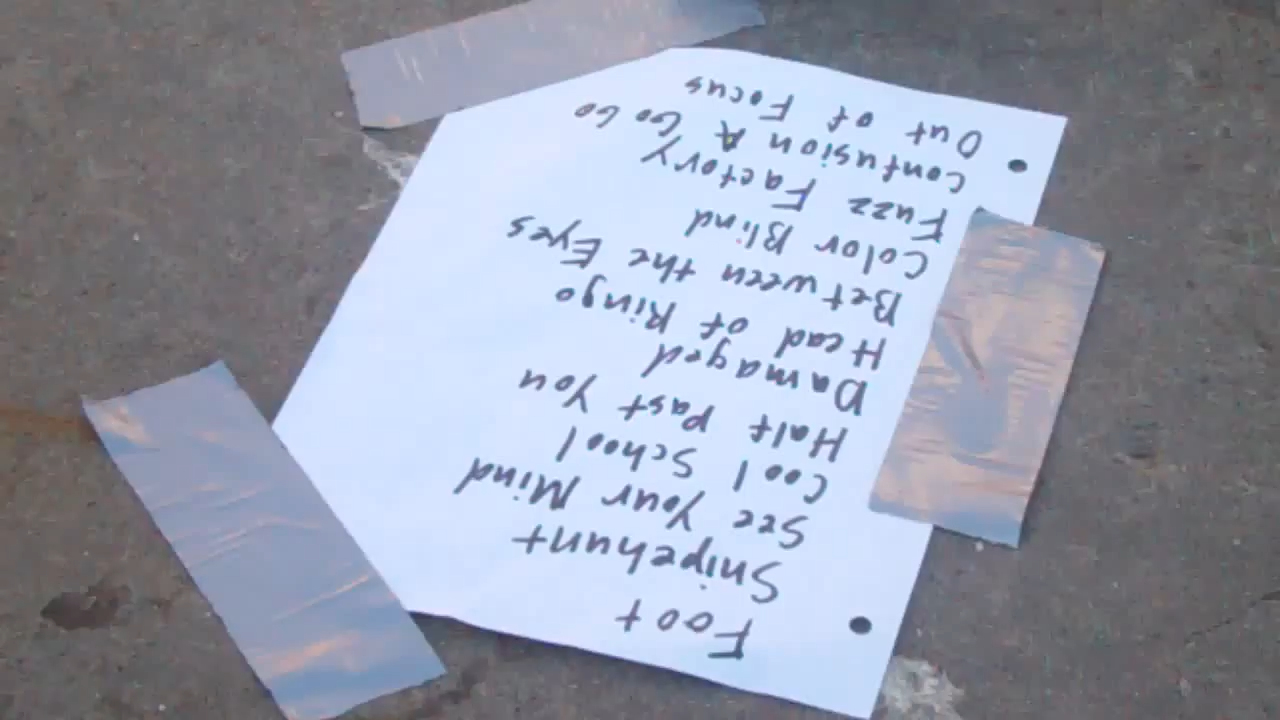 Foot
Snipehunt
See Your Mind
Cool School
Half Past You
Damaged
Head of Ringo
Between the Eyes
Color Blind
Fuzz Factory
Confusion A Go Go
Out of Focus